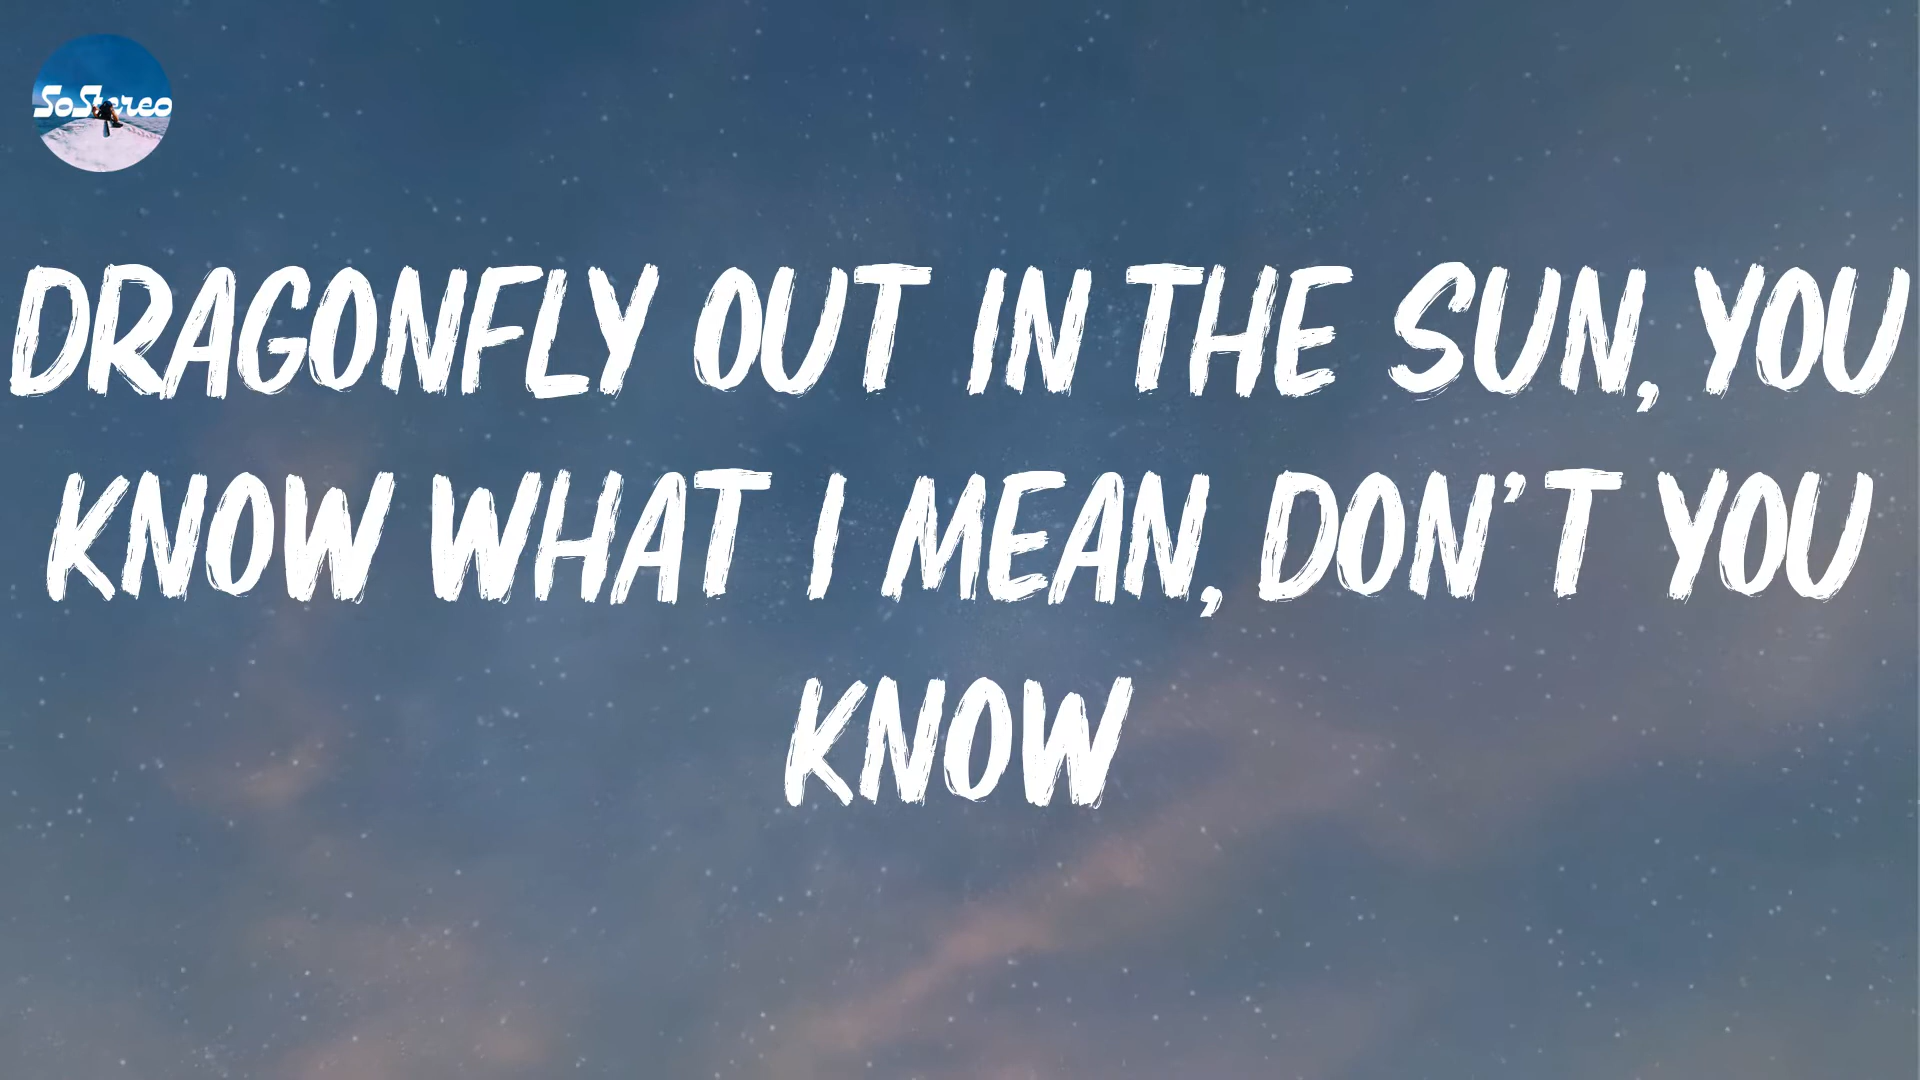 SoStereo
DRAGONFLY OUT IN THE SUN, YOU
KNOW WHAT I MEAN, DON'T YOU
KNOW